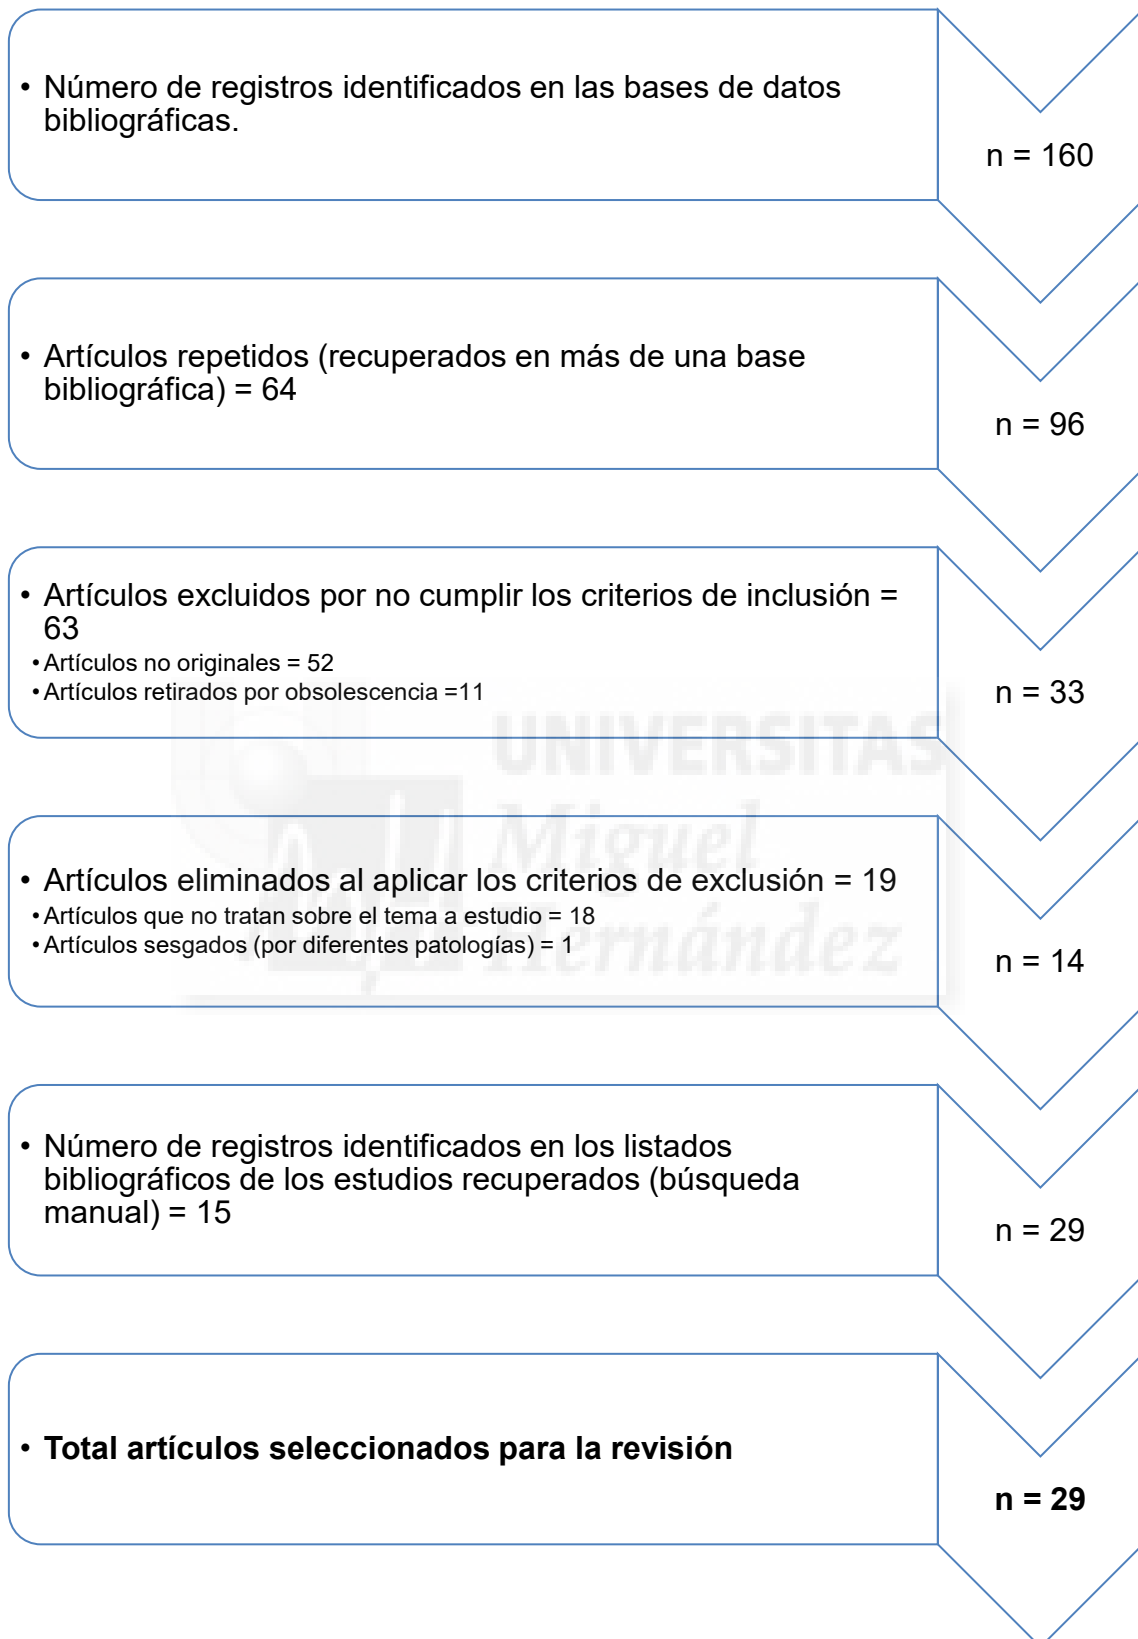 • Número de registros identificados en las bases de datos
bibliográficas.
n = 160
• Artículos repetidos (recuperados en más de una base
bibliográfica) = 64
n = 96
• Artículos excluidos por no cumplir los criterios de inclusión =
63
• Artículos no originales = 52
• Artículos retirados por obsolescencia =11
n = 33
UNIVERSITAS
Miguel
Hernández
• Artículos eliminados al aplicar los criterios de exclusión = 19
• Artículos que no tratan sobre el tema a estudio = 18
• Artículos sesgados (por diferentes patologías) = 1
n = 14
• Número de registros identificados en los listados
bibliográficos de los estudios recuperados (búsqueda
manual) = 15
n = 29
• Total artículos seleccionados para la revisión
n = 29